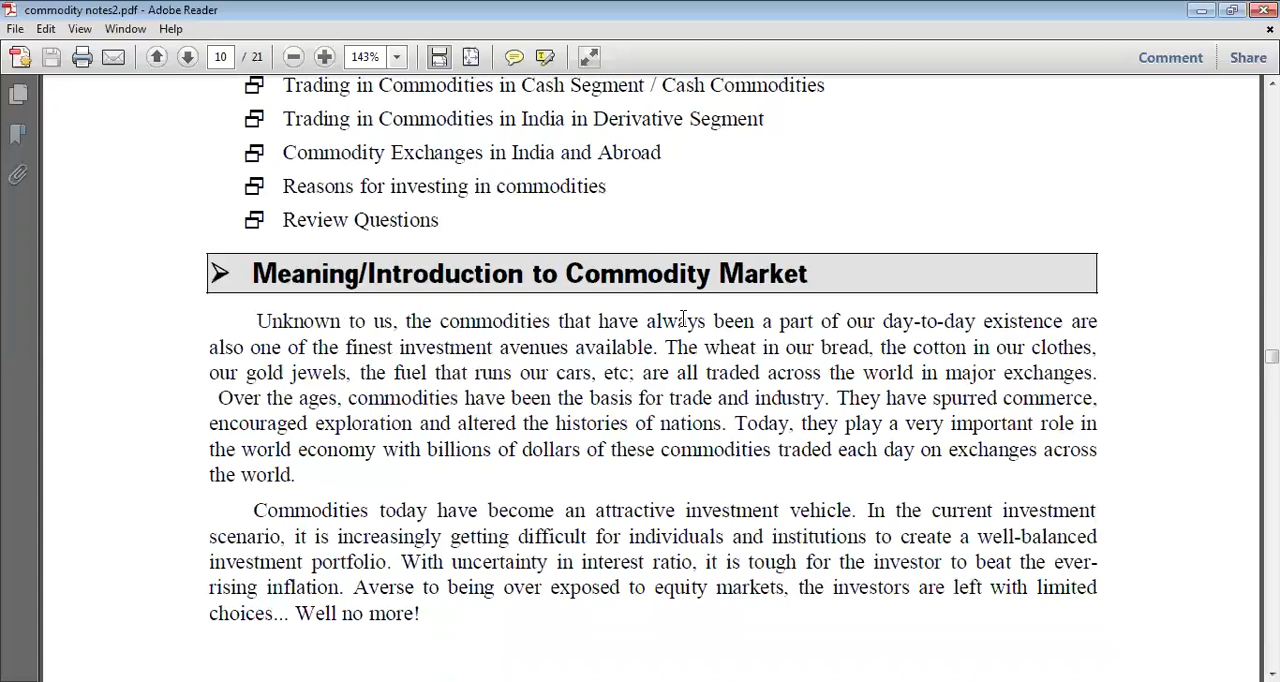 commodity notes2.pdf - Adobe Reader
File Edit View Window Help
10 / 21 143% Comment Share
Trading in Commodities in Cash Segment / Cash Commodities
Trading in Commodities in India in Derivative Segment
Commodity Exchanges in India and Abroad
Reasons for investing in commodities
Review Questions
Meaning/Introduction to Commodity Market
Unknown to us, the commodities that have always been a part of our day-to-day existence are
also one of the finest investment avenues available. The wheat in our bread, the cotton in our clothes,
our gold jewels, the fuel that runs our cars, etc; are all traded across the world in major exchanges.
Over the ages, commodities have been the basis for trade and industry. They have spurred commerce,
encouraged exploration and altered the histories of nations. Today, they play a very important role in
the world economy with billions of dollars of these commodities traded each day on exchanges across
the world.
Commodities today have become an attractive investment vehicle. In the current investment
scenario, it is increasingly getting difficult for individuals and institutions to create a well-balanced
investment portfolio. With uncertainty in interest ratio, it is tough for the investor to beat the ever-
rising inflation. Averse to being over exposed to equity markets, the investors are left with limited
choices... Well no more!